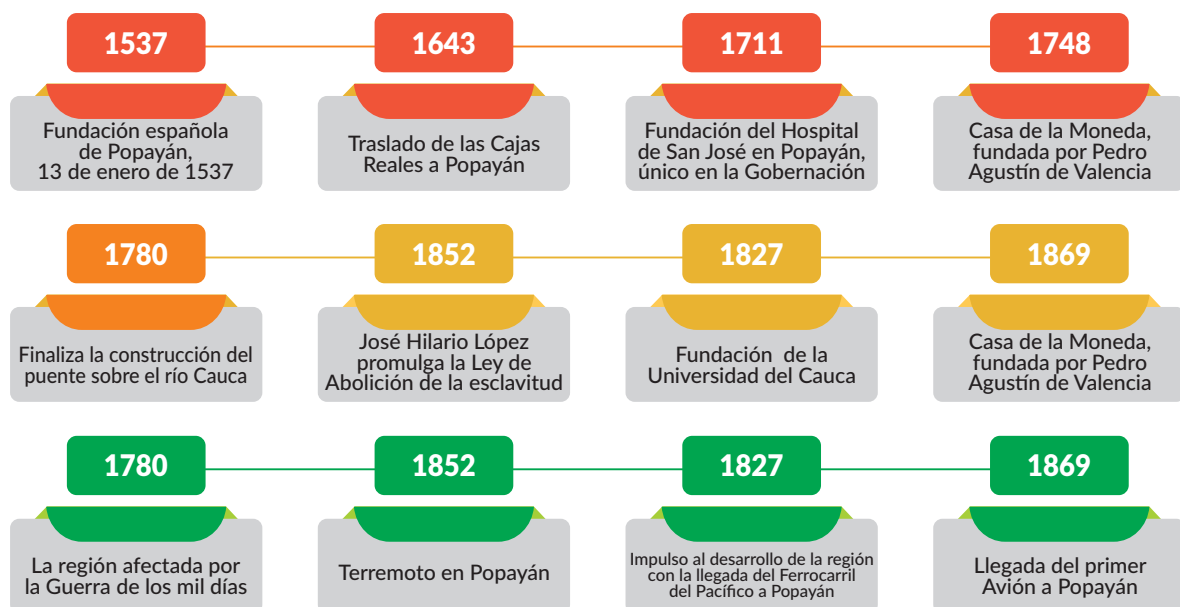 1537
1643
1711
1748
Fundación española
de Popayán,
13 de enero de 1537
Traslado de las Cajas
Reales a Popayán
Fundación del Hospital
de San José en Popayán,
único en la Gobernación
Casa de la Moneda,
fundada por Pedro
Agustín de Valencia
1780
1852
1827
1869
Finaliza la construcción del
puente sobre el río Cauca
José Hilario López
promulga la Ley de
Abolición de la esclavitud
Fundación de la
Universidad del Cauca
Casa de la Moneda,
fundada por Pedro
Agustín de Valencia
1780
1852
1827
1869
La región afectada por
la Guerra de los mil días
Terremoto en Popayán
Impulso al desarrollo de la región
con la llegada del Ferrocarril
del Pacífico a Popayán
Llegada del primer
Avión a Popayán